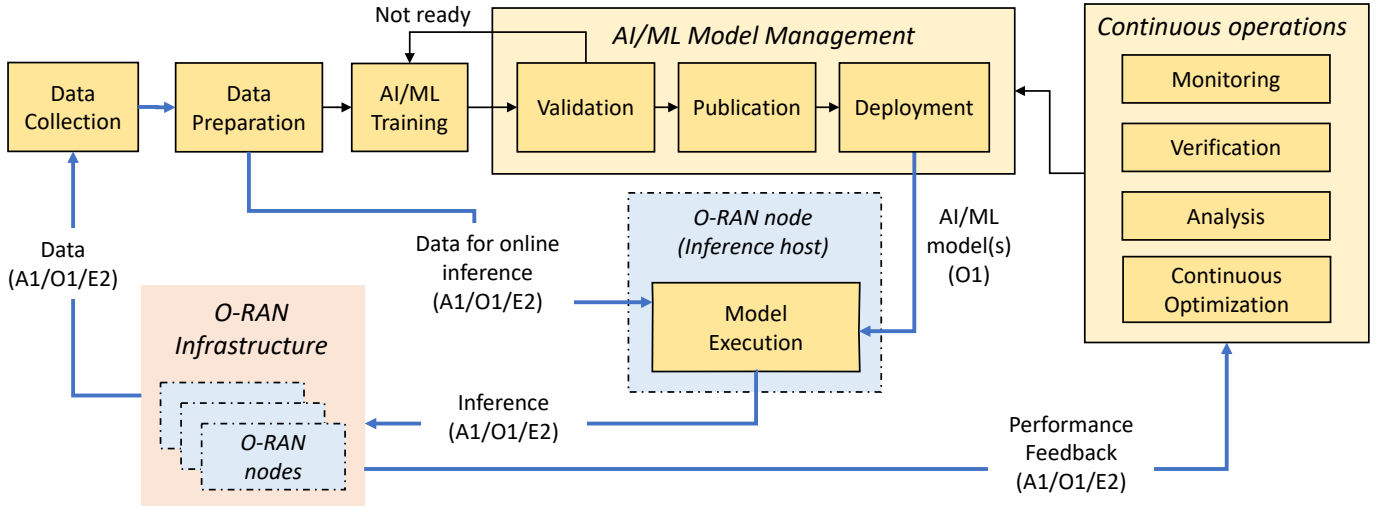 Not ready
AI/ML Model Management
Continuous operations
Data
Collection
Data
Preparation
AI/ML
Training
Validation
Publication
Deployment
Monitoring
Verification
Analysis
Continuous
Optimization
Data
(A1/O1/E2)
Data for online
inference
(A1/O1/E2)
O-RAN node
(Inference host)
AI/ML
model(s)
(O1)
Model
Execution
O-RAN
Infrastructure
O-RAN
nodes
Inference
(A1/O1/E2)
Performance
Feedback
(A1/O1/E2)